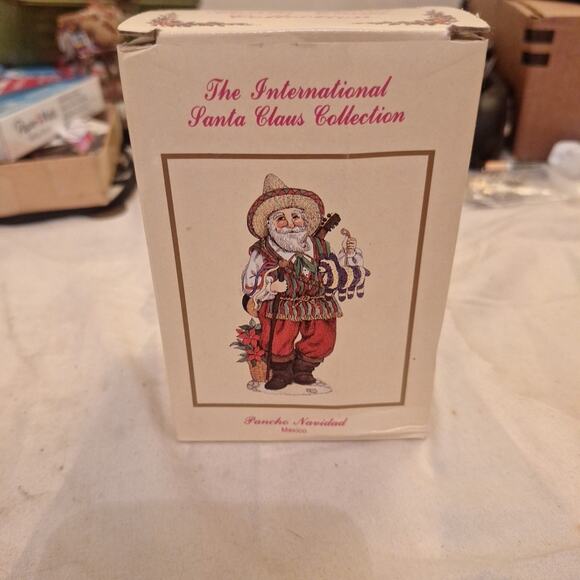 The International
Santa Claus Collection
Pancho Navidad
Mexico